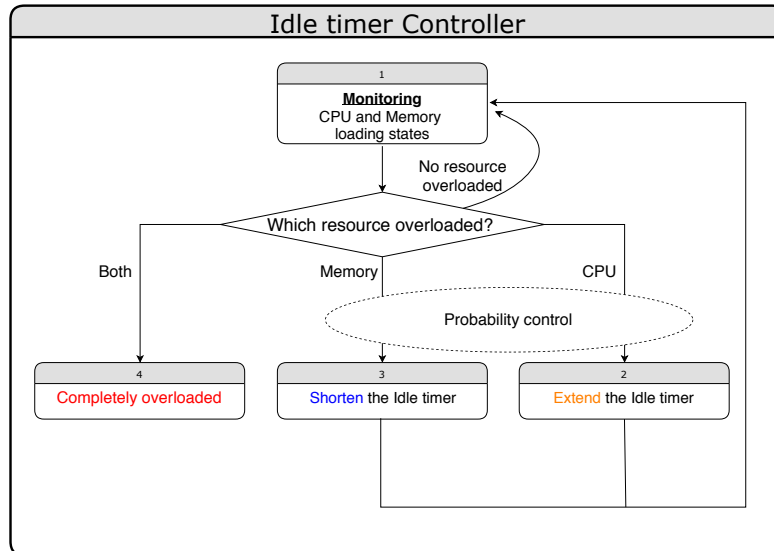 Idle timer Controller
1
Monitoring
CPU and Memory
loading states
No resource
overloaded
Which resource overloaded?
Both
Memory
CPU
Probability control
4
Completely overloaded
3
Shorten the Idle timer
2
Extend the Idle timer